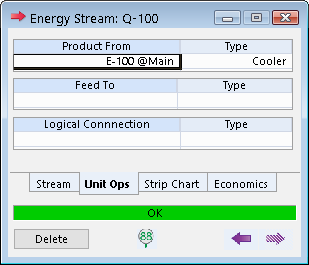 Energy Stream: Q-100
Product From Type
E-100 @Main Cooler
Feed To Type
Logical Connnection Type
Stream Unit Ops Strip Chart Economics
OK
Delete 88